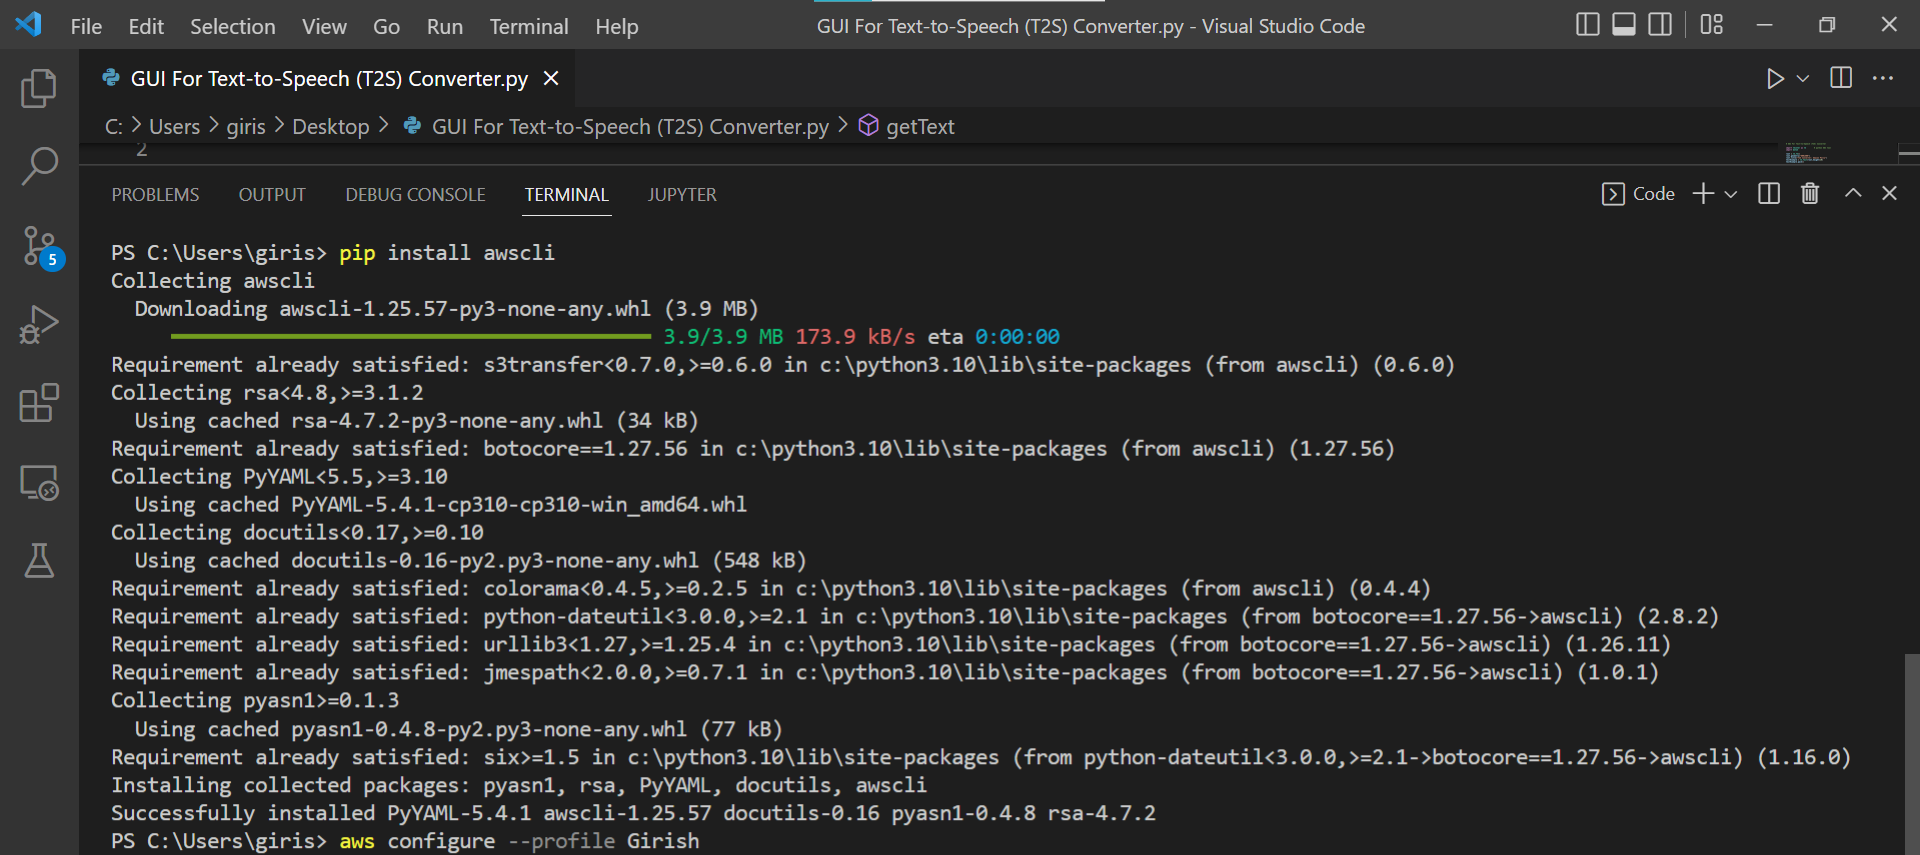 File Edit Selection View Go Run Terminal Help GUI For Text-to-Speech (T2S) Converter.py - Visual Studio Code
GUI For Text-to-Speech (T2S) Converter.py
C: > Users > giris > Desktop > GUI For Text-to-Speech (T2S) Converter.py > getText
2
5
PROBLEMS OUTPUT DEBUG CONSOLE TERMINAL JUPYTER Code
PS C:\Users\giris> pip install awscli
Collecting awscli
  Downloading awscli-1.25.57-py3-none-any.whl (3.9 MB)
3.9/3.9 MB 173.9 kB/s eta 0:00:00
Requirement already satisfied: s3transfer<0.7.0,>=0.6.0 in c:\python3.10\lib\site-packages (from awscli) (0.6.0)
Collecting rsa<4.8,>=3.1.2
  Using cached rsa-4.7.2-py3-none-any.whl (34 kB)
Requirement already satisfied: botocore==1.27.56 in c:\python3.10\lib\site-packages (from awscli) (1.27.56)
Collecting PyYAML<5.5,>=3.10
  Using cached PyYAML-5.4.1-cp310-cp310-win_amd64.whl
Collecting docutils<0.17,>=0.10
  Using cached docutils-0.16-py2.py3-none-any.whl (548 kB)
Requirement already satisfied: colorama<0.4.5,>=0.2.5 in c:\python3.10\lib\site-packages (from awscli) (0.4.4)
Requirement already satisfied: python-dateutil<3.0.0,>=2.1 in c:\python3.10\lib\site-packages (from botocore==1.27.56->awscli) (2.8.2)
Requirement already satisfied: urllib3<1.27,>=1.25.4 in c:\python3.10\lib\site-packages (from botocore==1.27.56->awscli) (1.26.11)
Requirement already satisfied: jmespath<2.0.0,>=0.7.1 in c:\python3.10\lib\site-packages (from botocore==1.27.56->awscli) (1.0.1)
Collecting pyasn1>=0.1.3
  Using cached pyasn1-0.4.8-py2.py3-none-any.whl (77 kB)
Requirement already satisfied: six>=1.5 in c:\python3.10\lib\site-packages (from python-dateutil<3.0.0,>=2.1->botocore==1.27.56->awscli) (1.16.0)
Installing collected packages: pyasn1, rsa, PyYAML, docutils, awscli
Successfully installed PyYAML-5.4.1 awscli-1.25.57 docutils-0.16 pyasn1-0.4.8 rsa-4.7.2
PS C:\Users\giris> aws configure --profile Girish